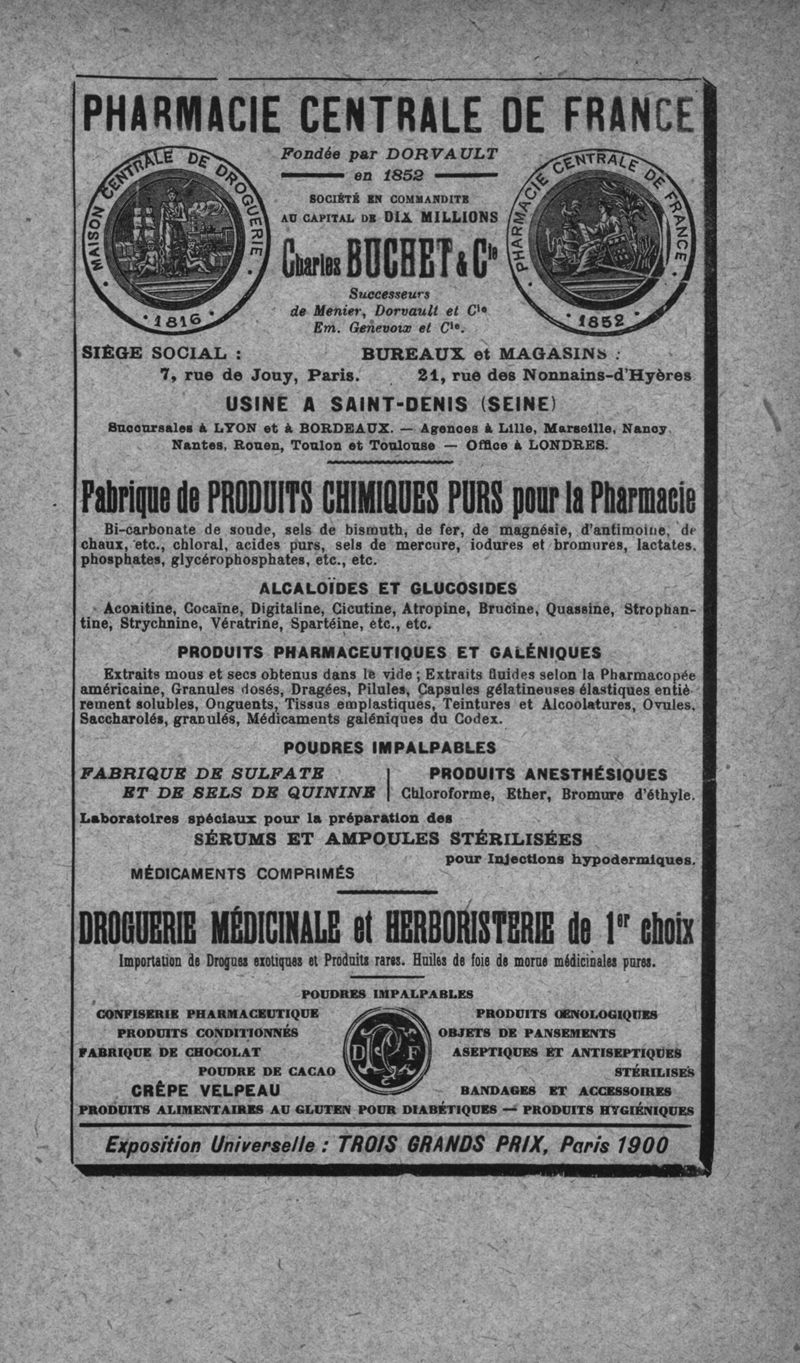 PHARMACIE CENTRALE DE FRANCE
Fondée par DORVAULT
en 1852
MAISON CENTRALE DE DROGUERIE
1816
PHARMACIE CENTRALE DE FRANCE
1852
SOCIÉTÉ EN COMMANDITE
AU CAPITAL DE DIX MILLIONS
Charles BUCHET & Cie
Successeurs
de Menier, Dorvault et Cie
Em. Genevoix et Cie.
SIÈGE SOCIAL : BUREAUX et MAGASINS :
7, rue de Jouy, Paris. 21, rue des Nonnains-d'Hyères
USINE A SAINT-DENIS (SEINE)
Succursales à LYON et à BORDEAUX. — Agences à Lille, Marseille, Nancy,
Nantes, Rouen, Toulon et Toulouse — Office à LONDRES.
Fabrique de PRODUITS CHIMIQUES PURS pour la Pharmacie
Bi-carbonate de soude, sels de bismuth, de fer, de magnésie, d'antimoine, de
chaux, etc., chloral, acides purs, sels de mercure, iodures et bromures, lactates,
phosphates, glycérophosphates, etc., etc.
ALCALOÏDES ET GLUCOSIDES
Aconitine, Cocaïne, Digitaline, Cicutine, Atropine, Brucine, Quassine, Strophan-
tine, Strychnine, Vératrine, Spartéine, etc., etc.
PRODUITS PHARMACEUTIQUES ET GALÉNIQUES
Extraits mous et secs obtenus dans le vide ; Extraits fluides selon la Pharmacopée
américaine, Granules dosés, Dragées, Pilules, Capsules gélatineuses élastiques entiè
rement solubles, Onguents, Tissus emplastiques, Teintures et Alcoolatures, Ovules,
Saccharolés, granulés, Médicaments galéniques du Codex.
POUDRES IMPALPABLES
FABRIQUE DE SULFATE
ET DE SELS DE QUININE
PRODUITS ANESTHÉSIQUES
Chloroforme, Ether, Bromure d'éthyle.
Laboratoires spéciaux pour la préparation des
SÉRUMS ET AMPOULES STÉRILISÉES
pour Injections hypodermiques.
MÉDICAMENTS COMPRIMÉS
DROGUERIE MÉDICINALE et HERBORISTERIE de 1er choix
Importation de Drogues exotiques et Produits rares. Huiles de foie de morue médicinales pures.
POUDRES IMPALPABLES
CONFISERIE PHARMACEUTIQUE
PRODUITS CONDITIONNÉS
FABRIQUE DE CHOCOLAT
POUDRE DE CACAO
CRÊPE VELPEAU
PRODUITS ŒNOLOGIQUES
OBJETS DE PANSEMENTS
ASEPTIQUES ET ANTISEPTIQUES
STÉRILISÉS
BANDAGES ET ACCESSOIRES
PRODUITS ALIMENTAIRES AU GLUTEN POUR DIABÉTIQUES — PRODUITS HYGIÉNIQUES
Exposition Universelle : TROIS GRANDS PRIX, Paris 1900